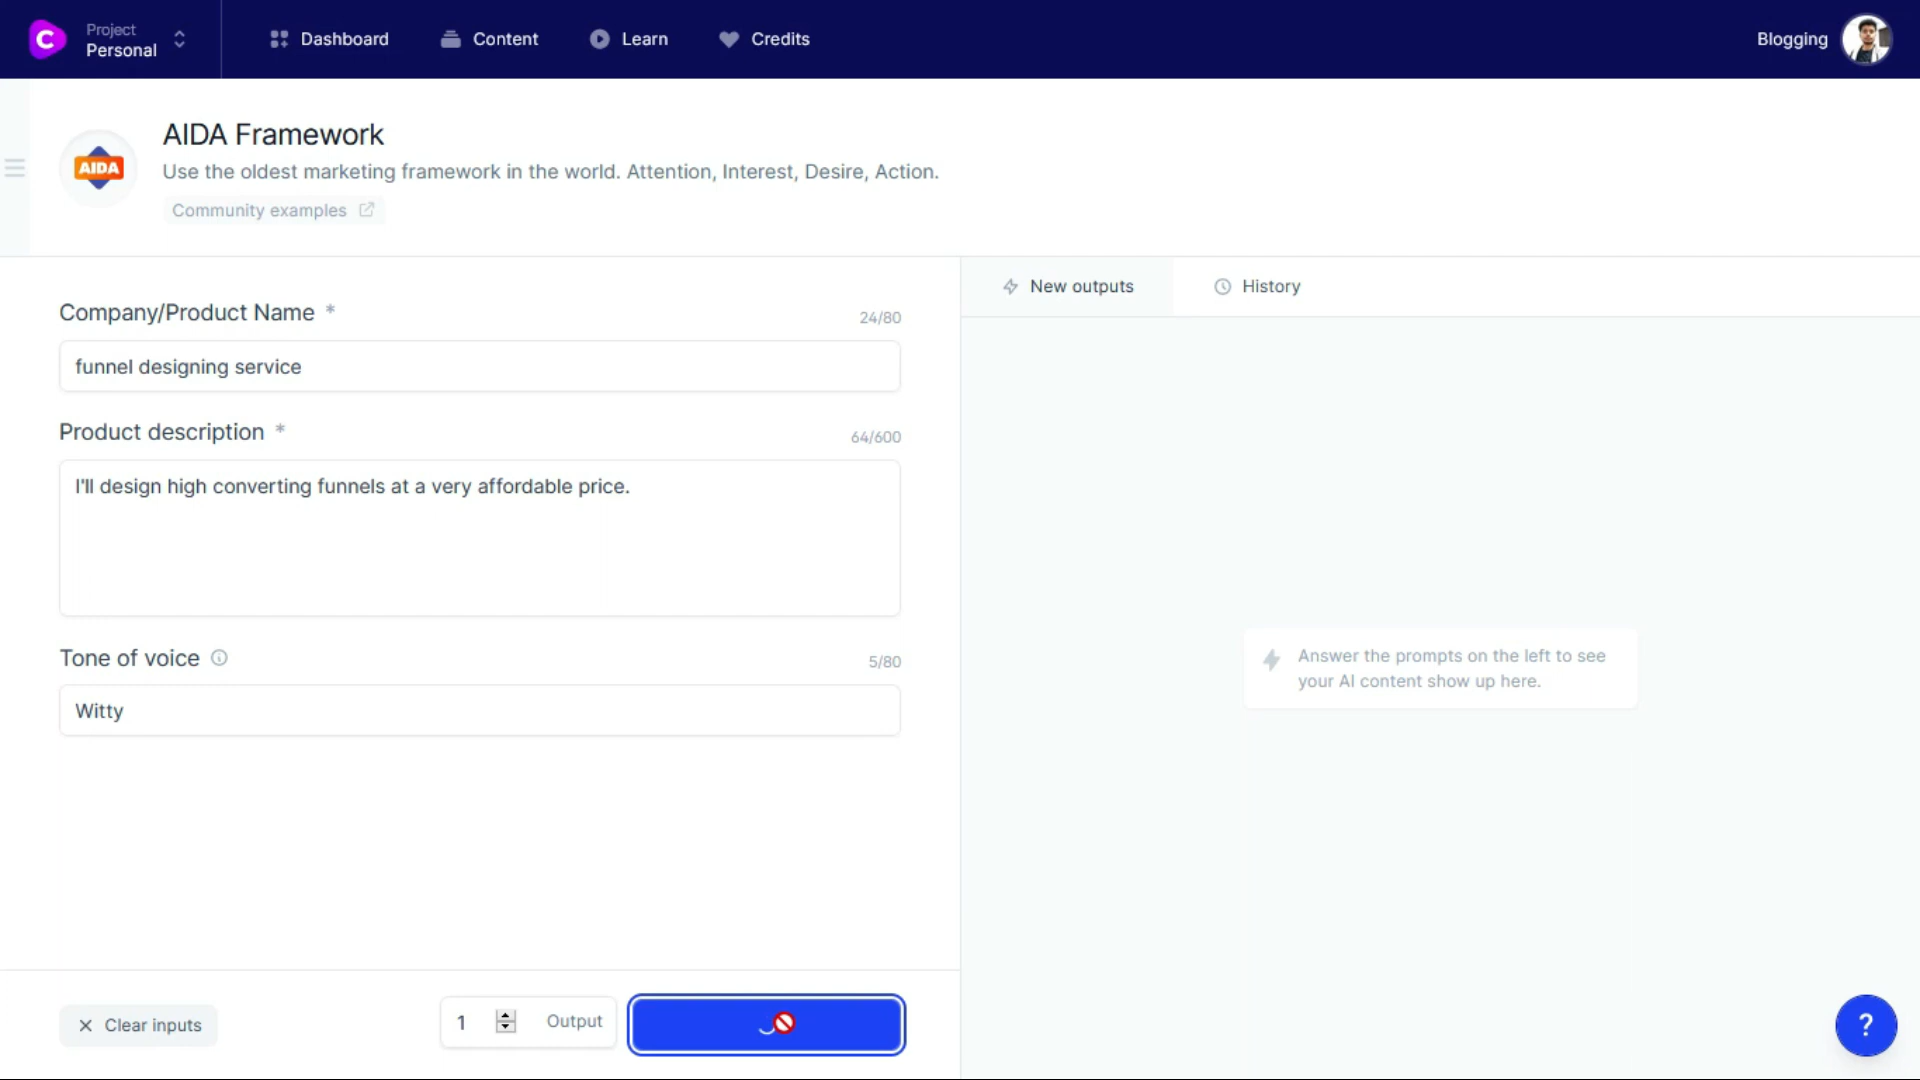 C
Project
Personal
Dashboard
Content
Learn
Credits
Blogging
AIDA
AIDA Framework
Use the oldest marketing framework in the world. Attention, Interest, Desire, Action.
Community examples
Company/Product Name *
24/80
funnel designing service
Product description *
64/600
I'll design high converting funnels at a very affordable price.
Tone of voice
5/80
Witty
Clear inputs
1
Output
New outputs
History
Answer the prompts on the left to see
your AI content show up here.
?